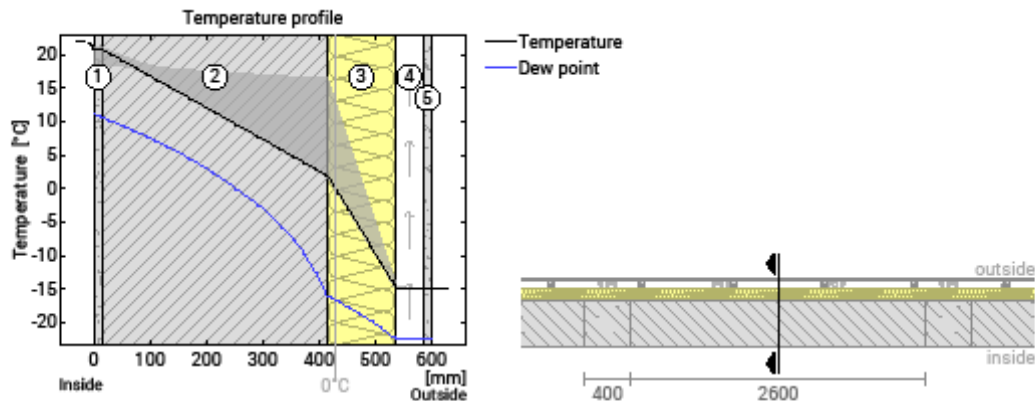 Temperature profile
Temperature [°C]
20
15
10
5
0
-5
-10
-15
-20
1
2
3
4
5
0 100 200 300 400 500 600
[mm]
Inside
0°C
Outside
Temperature
Dew point
outside
inside
400 2600